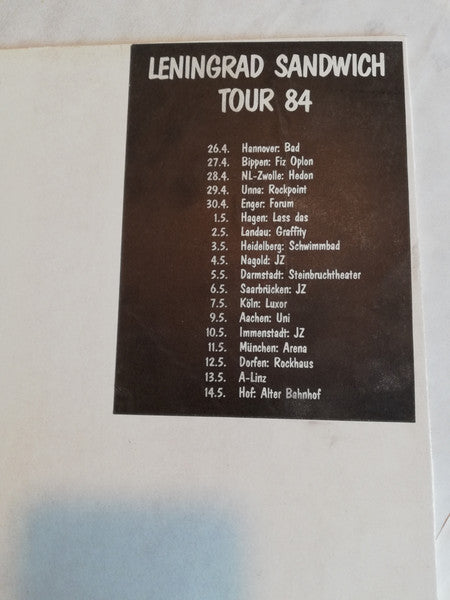 LENINGRAD SANDWICH
TOUR 84
26.4. Hannover: Bad
27.4. Bippen: Fiz Oplon
28.4. NL-Zwolle: Hedon
29.4. Unna: Rockpoint
30.4. Enger: Forum
1.5. Hagen: Lass das
2.5. Landau: Graffity
3.5. Heidelberg: Schwimmbad
4.5. Nagold: JZ
5.5. Darmstadt: Steinbruchtheater
6.5. Saarbrücken: JZ
7.5. Köln: Luxor
9.5. Aachen: Uni
10.5. Immenstadt: JZ
11.5. München: Arena
12.5. Dorfen: Rockhaus
13.5. A-Linz
14.5. Hof: Alter Bahnhof